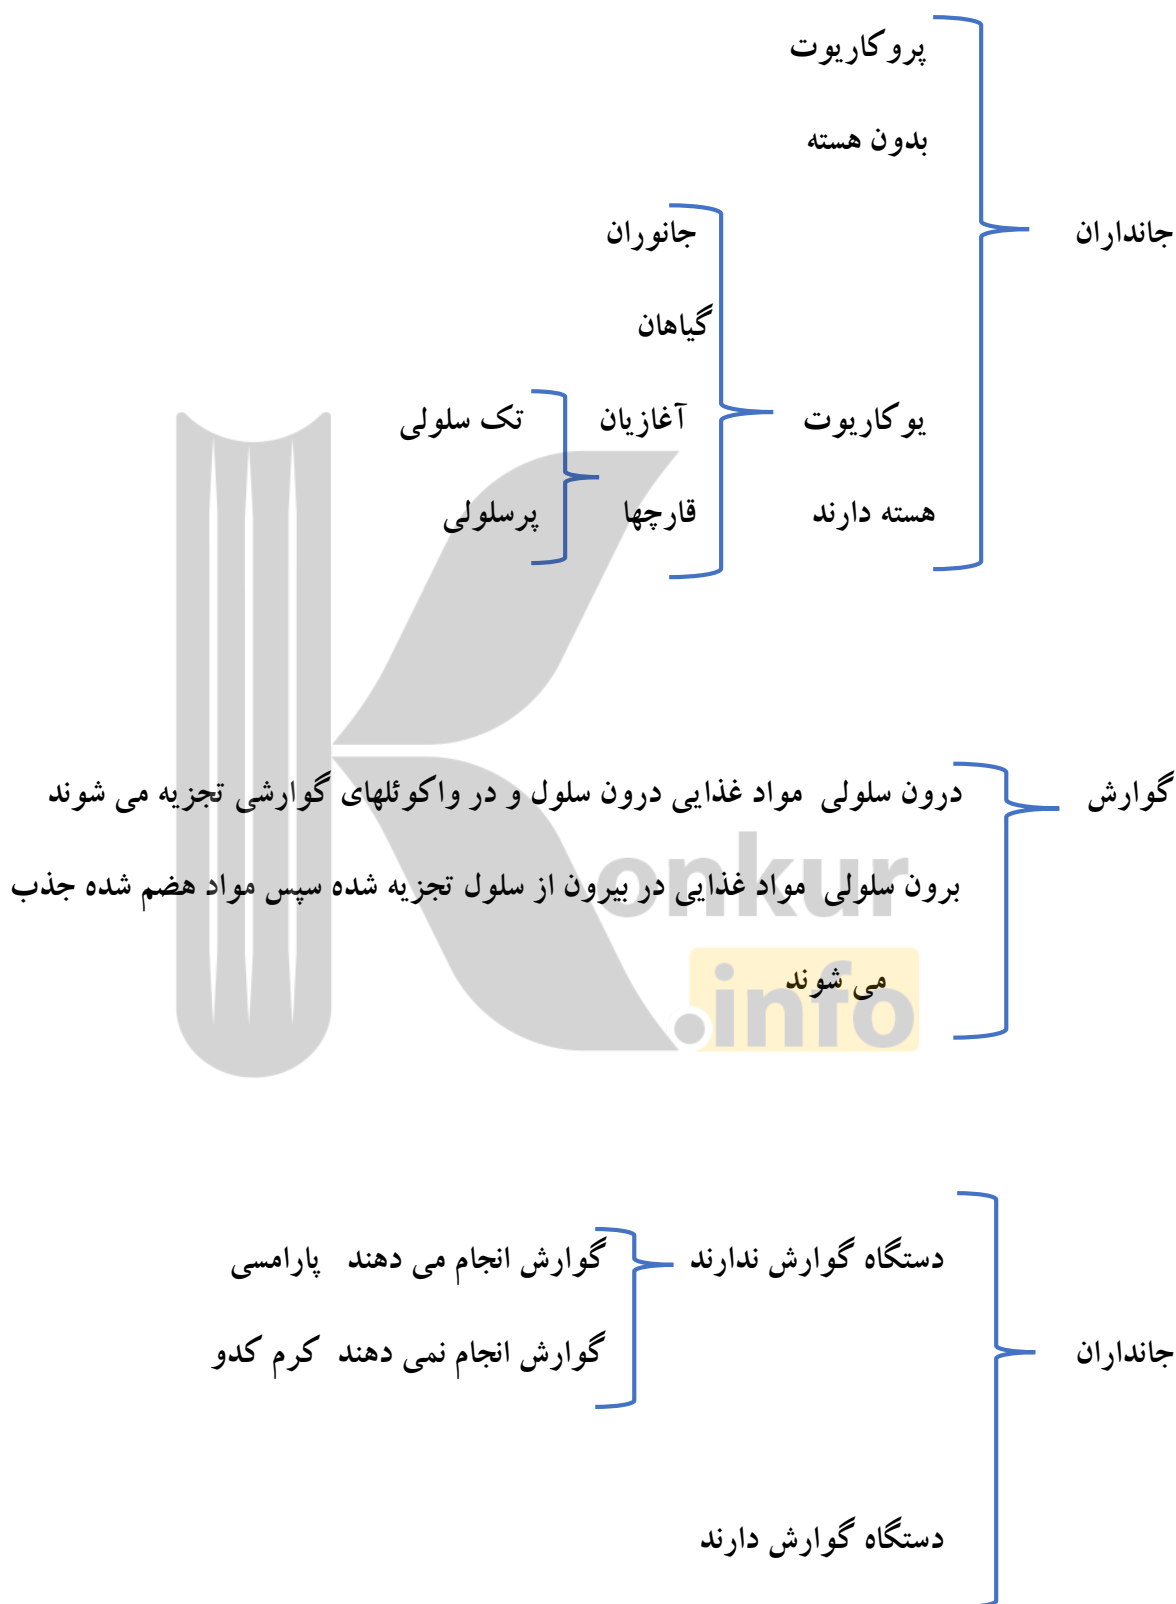 پروکاریوت
بدون هسته
جانداران
جانوران
گیاهان
یوکاریوت
آغازیان
تک سلولی
هسته دارند
قارچها
پرسلولی
گوارش
درون سلولی مواد غذایی درون سلول و در واکوئلهای گوارشی تجزیه می شوند
برون سلولی مواد غذایی در بیرون از سلول تجزیه شده سپس مواد هضم شده جذب
می شوند
onkur
.info
دستگاه گوارش ندارند
گوارش انجام می دهند پارامسی
جانداران
گوارش انجام نمی دهند کرم کدو
دستگاه گوارش دارند